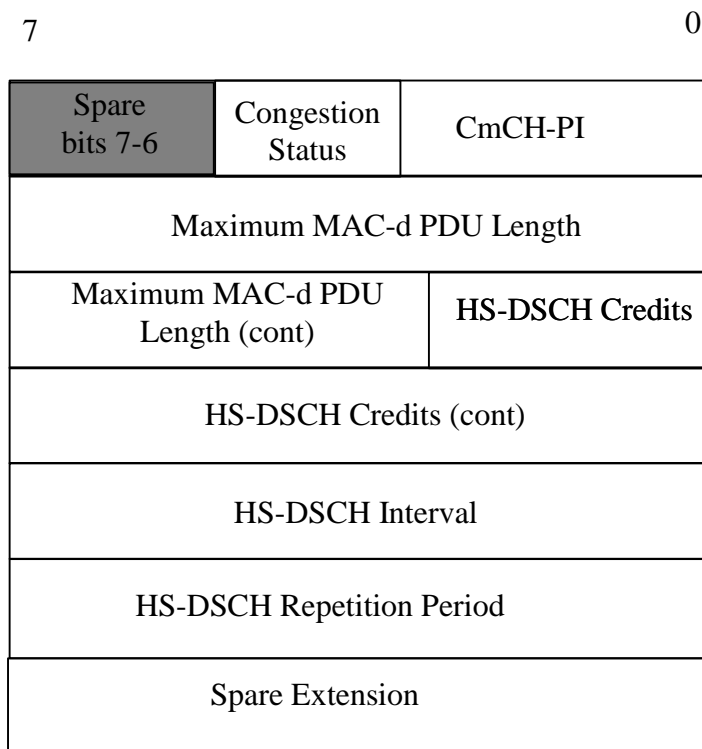 7
0
Spare
bits 7-6
Congestion
Status
CmCH-PI
Maximum MAC-d PDU Length
Maximum MAC-d PDU
Length (cont)
HS-DSCH Credits
HS-DSCH Credits (cont)
HS-DSCH Interval
HS-DSCH Repetition Period
Spare Extension